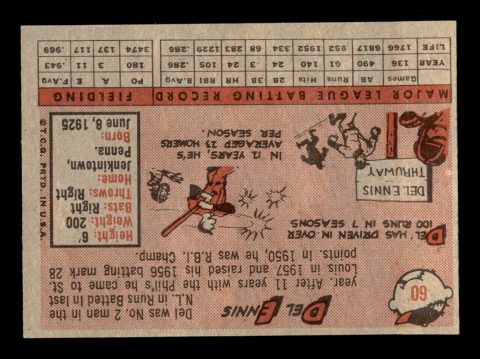 60
DEL ENNIS
Del was No. 2 man in the
N.L. in Runs Batted In last
year. After 11 years with the Phil's he came to St.
Louis in 1957 and raised his 1956 batting mark 28
points. In 1950, he was R.B.I. Champ.
DEL HAS DRIVEN IN OVER
100 RUNS IN 7 SEASONS
DEL ENNIS
THRUWAY
IN 12 YEARS, HE'S
AVERAGED 23 HOMERS
PER SEASON.
Height: 6'
Weight: 200
Bats: Right
Throws: Right
Home:
Jenkintown,
Penna.
Born:
June 8, 1925
© T.C.G. PRTD. IN U.S.A.
MAJOR LEAGUE BATTING RECORD FIELDING
Games At Bat Runs Hits 2B 3B HR RBI B.Avg PO A E F.Avg
YEAR 136 490 61 140 24 3 24 105 .286 180 3 11 .943
LIFE 1766 6817 952 1952 68 283 1229 .286 3474 137 117 .969